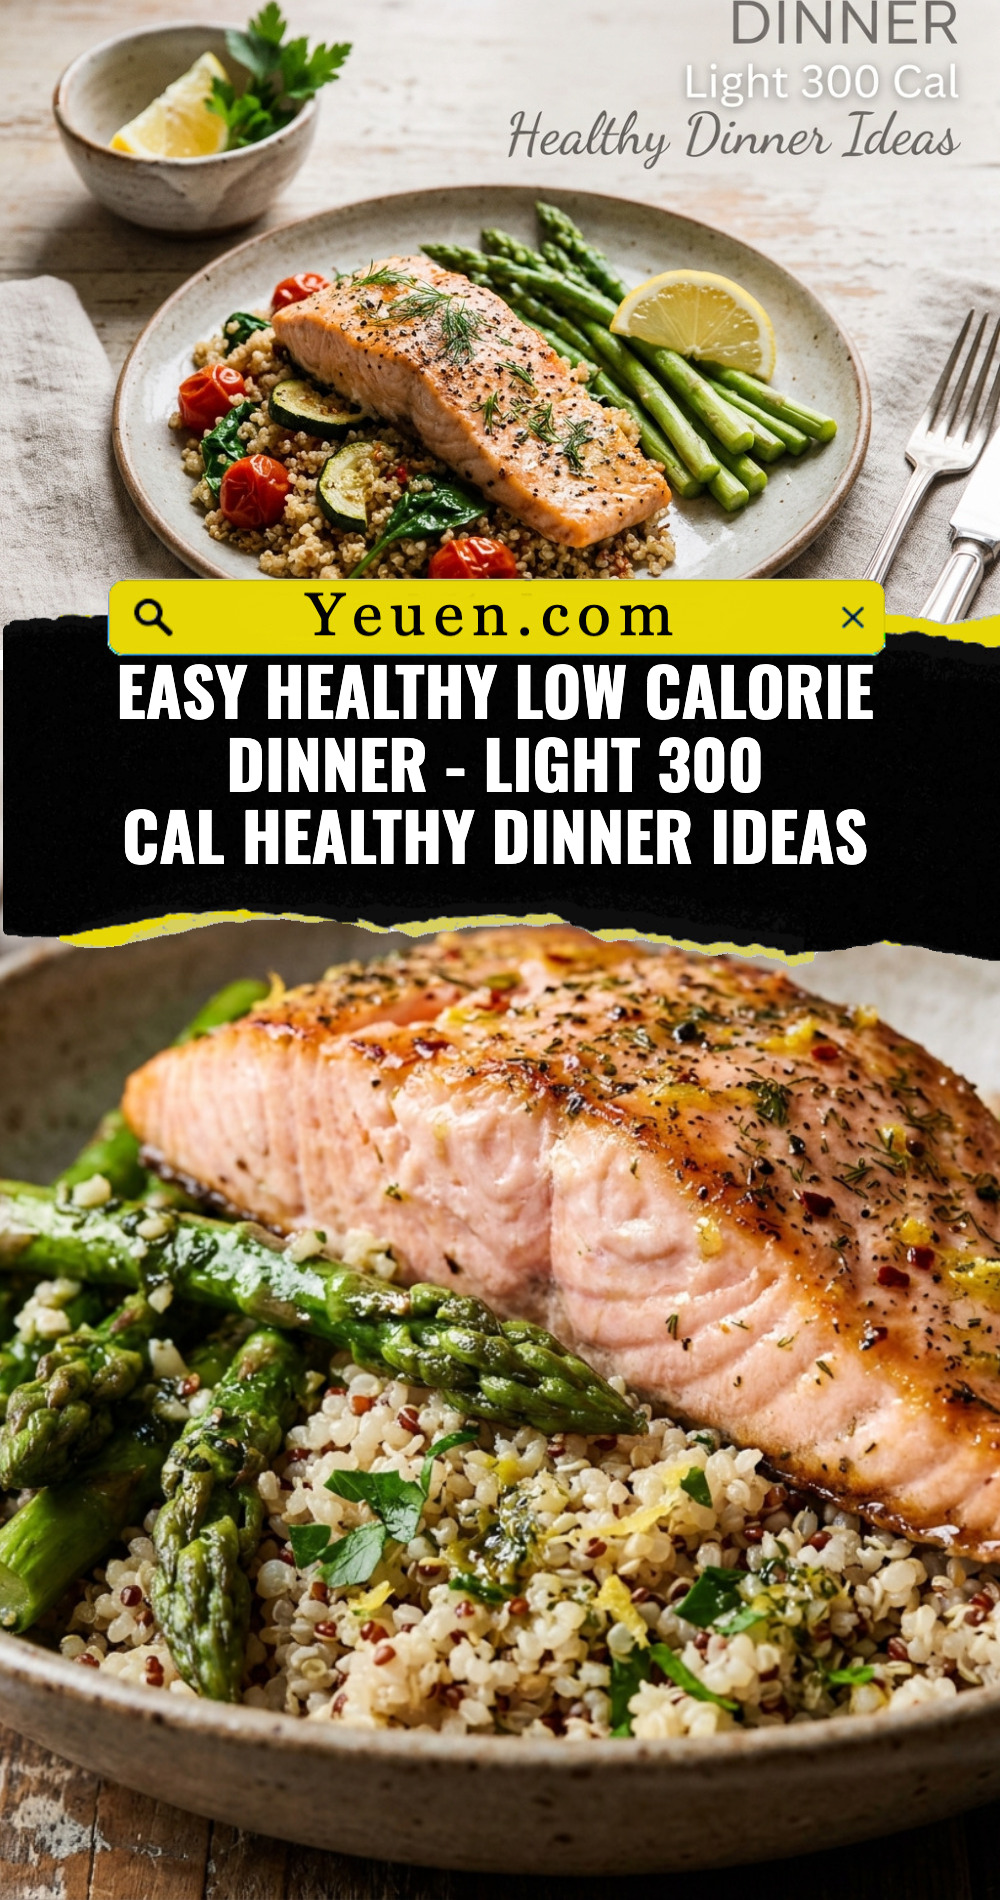 DINNER
Light 300 Cal
Healthy Dinner Ideas
Yeuen.com
EASY HEALTHY LOW CALORIE
DINNER - LIGHT 300
CAL HEALTHY DINNER IDEAS